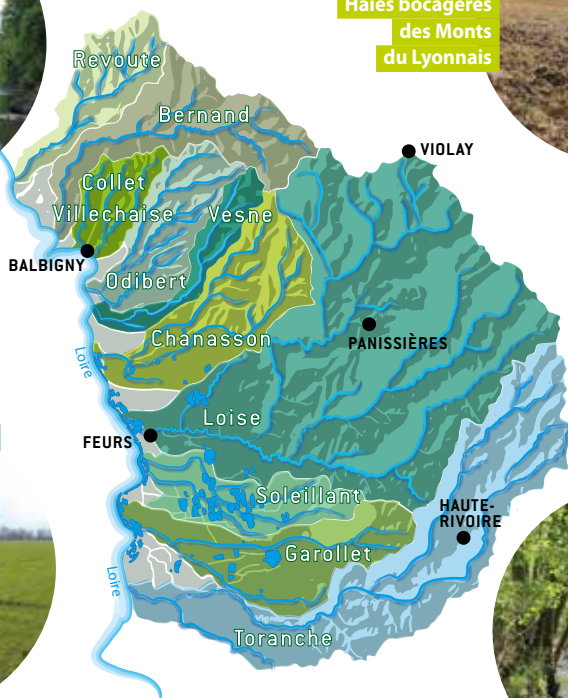 Haies bocagères
des Monts
du Lyonnais
Revoute
Bernand
VIOLAY
Collet
Villechaise
Vesne
BALBIGNY
Odibert
Chanasson
PANISSIÈRES
Loire
Loise
FEURS
Soleillant
HAUTE-
RIVOIRE
Garollet
Loire
Toranche